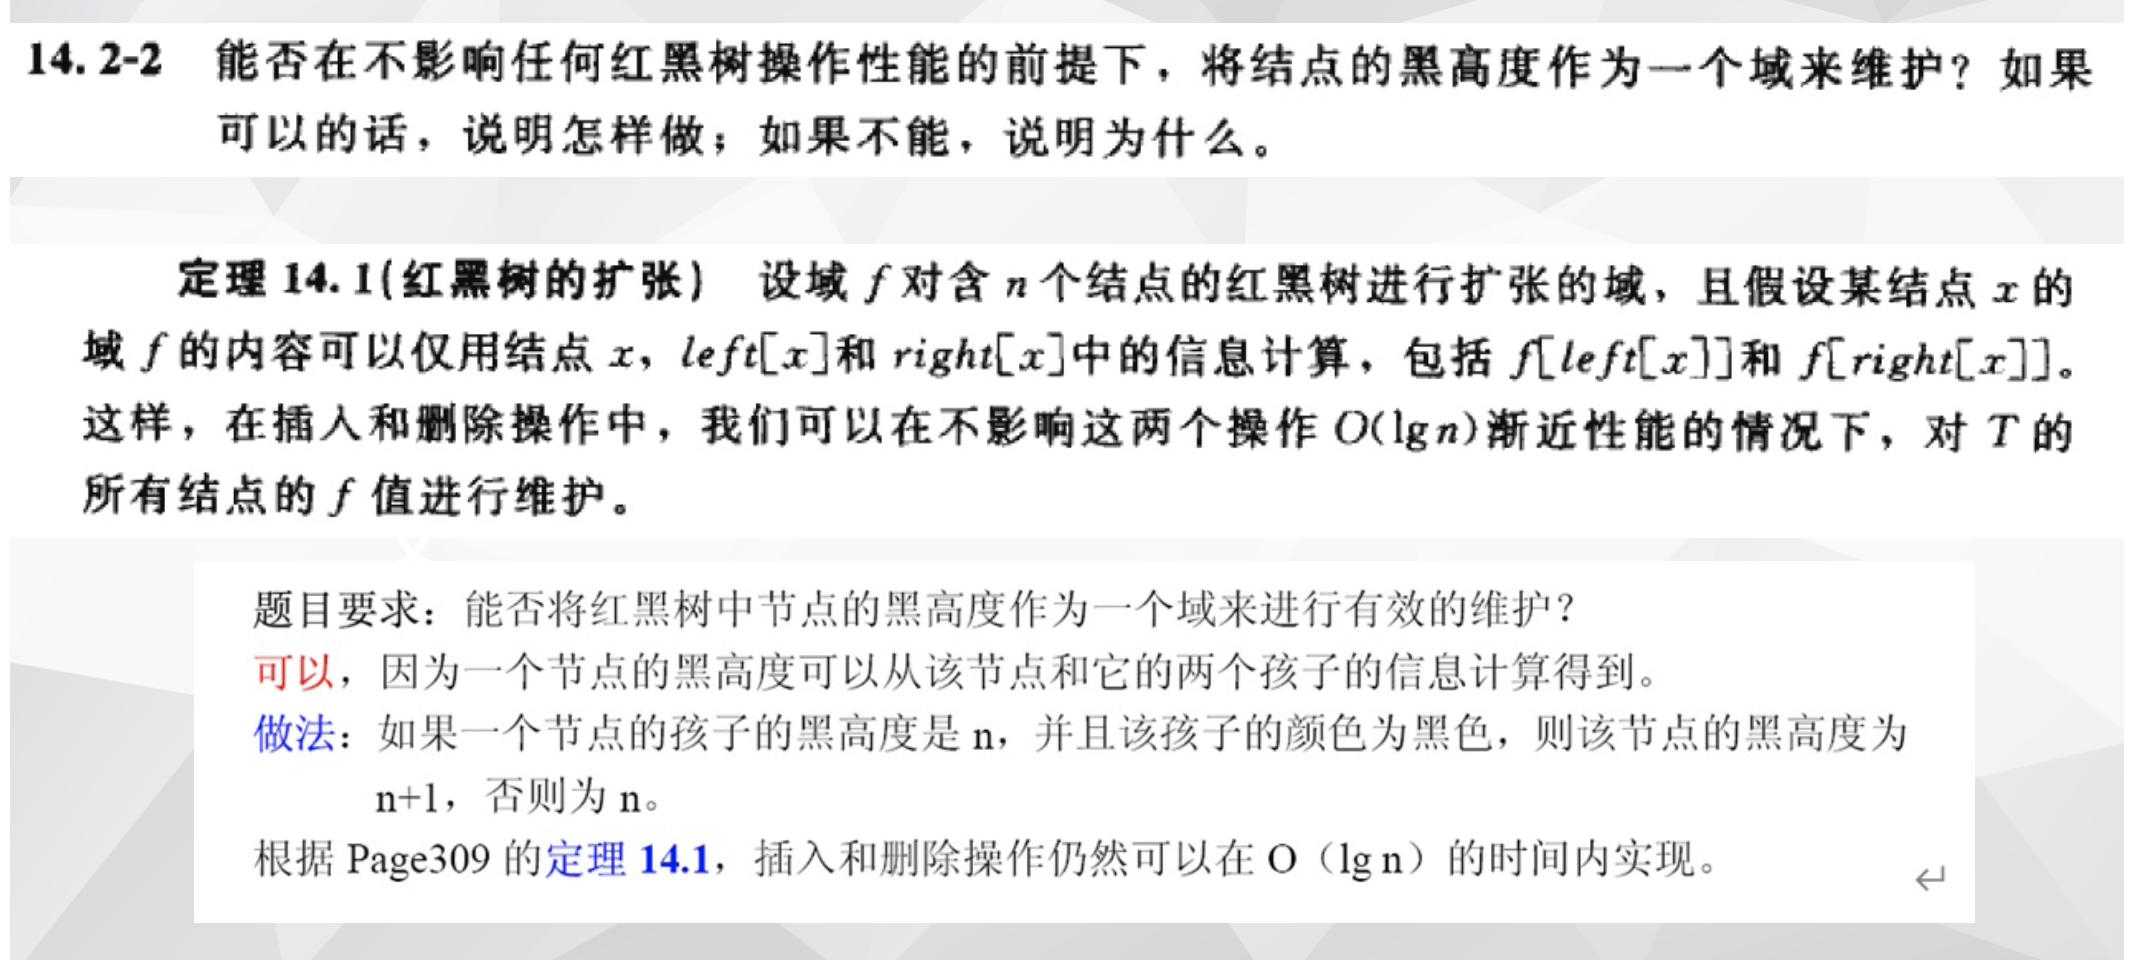 14.2-2 能否在不影响任何红黑树操作性能的前提下，将结点的黑高度作为一个域来维护？如果
可以的话，说明怎样做；如果不能，说明为什么。
定理 14.1(红黑树的扩张) 设域 f 对含 n 个结点的红黑树进行扩张的域，且假设某结点 x 的
域 f 的内容可以仅用结点 x，left[x]和 right[x]中的信息计算，包括 f[left[x]]和 f[right[x]]。
这样，在插入和删除操作中，我们可以在不影响这两个操作 O(lgn)渐近性能的情况下，对 T 的
所有结点的 f 值进行维护。
题目要求：能否将红黑树中节点的黑高度作为一个域来进行有效的维护？
可以，因为一个节点的黑高度可以从该节点和它的两个孩子的信息计算得到。
做法：如果一个节点的孩子的黑高度是 n，并且该孩子的颜色为黑色，则该节点的黑高度为
n+1，否则为 n。
根据 Page309 的定理 14.1，插入和删除操作仍然可以在 O（lg n）的时间内实现。